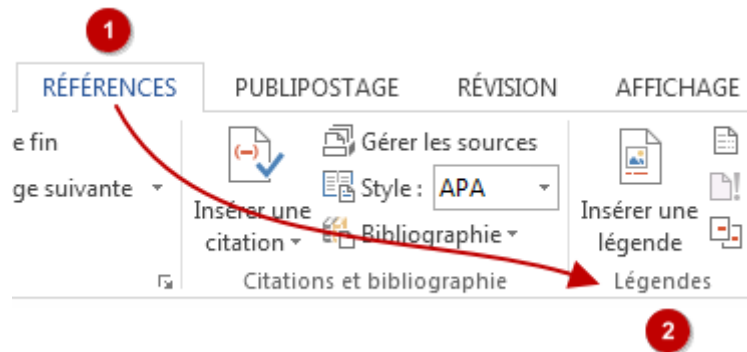 1
RÉFÉRENCES PUBLIPOSTAGE RÉVISION AFFICHAGE
e fin
ge suivante
Insérer une
citation
Gérer les sources
Style : APA
Bibliographie
Insérer une
légende
Citations et bibliographie
Légendes
2